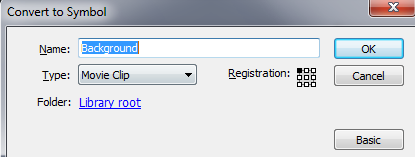 Convert to Symbol
Name: Background OK
Type: Movie Clip Registration: Cancel
Folder: Library root
Basic